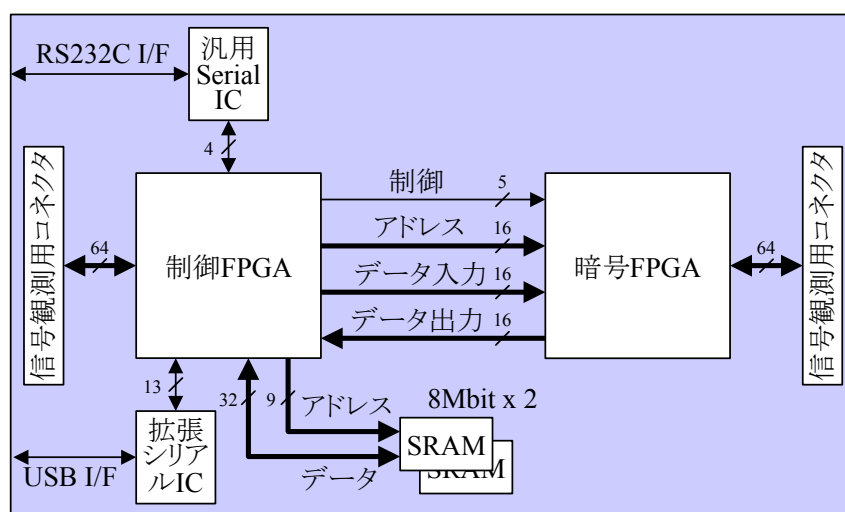 RS232C I/F
汎用
Serial
IC
4
信号観測用コネクタ
64
制御FPGA
制御
5
アドレス
16
データ入力
16
データ出力
16
暗号FPGA
64
信号観測用コネクタ
13
32
9
アドレス
8Mbit x 2
SRAM
SRAM
データ
拡張
シリア
ルIC
USB I/F